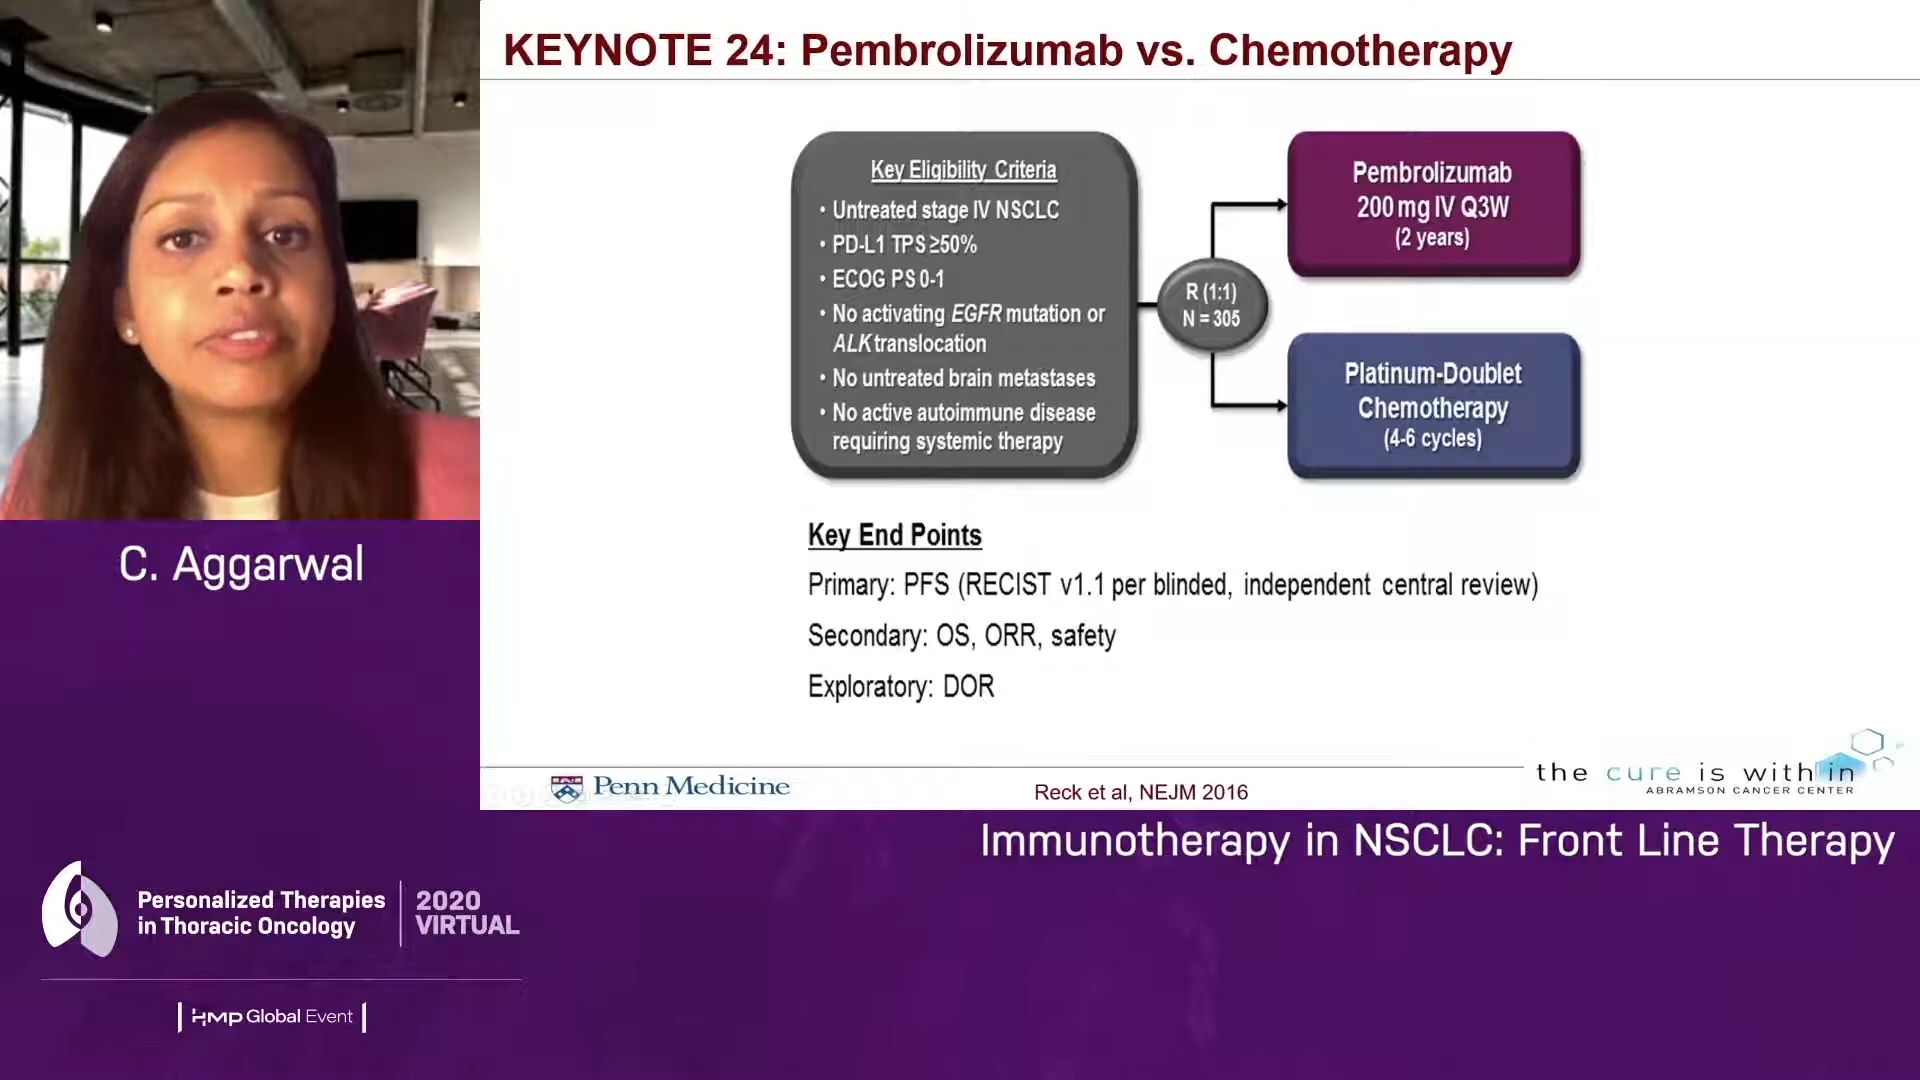 KEYNOTE 24: Pembrolizumab vs. Chemotherapy
Key Eligibility Criteria
• Untreated stage IV NSCLC
• PD-L1 TPS ≥50%
• ECOG PS 0-1
• No activating EGFR mutation or
ALK translocation
• No untreated brain metastases
• No active autoimmune disease
requiring systemic therapy
R (1:1)
N = 305
Pembrolizumab
200 mg IV Q3W
(2 years)
Platinum-Doublet
Chemotherapy
(4-6 cycles)
Key End Points
Primary: PFS (RECIST v1.1 per blinded, independent central review)
Secondary: OS, ORR, safety
Exploratory: DOR
Penn Medicine
Reck et al, NEJM 2016
the cure is within
ABRAMSON CANCER CENTER
C. Aggarwal
Immunotherapy in NSCLC: Front Line Therapy
Personalized Therapies
in Thoracic Oncology
2020
VIRTUAL
HMP Global Event